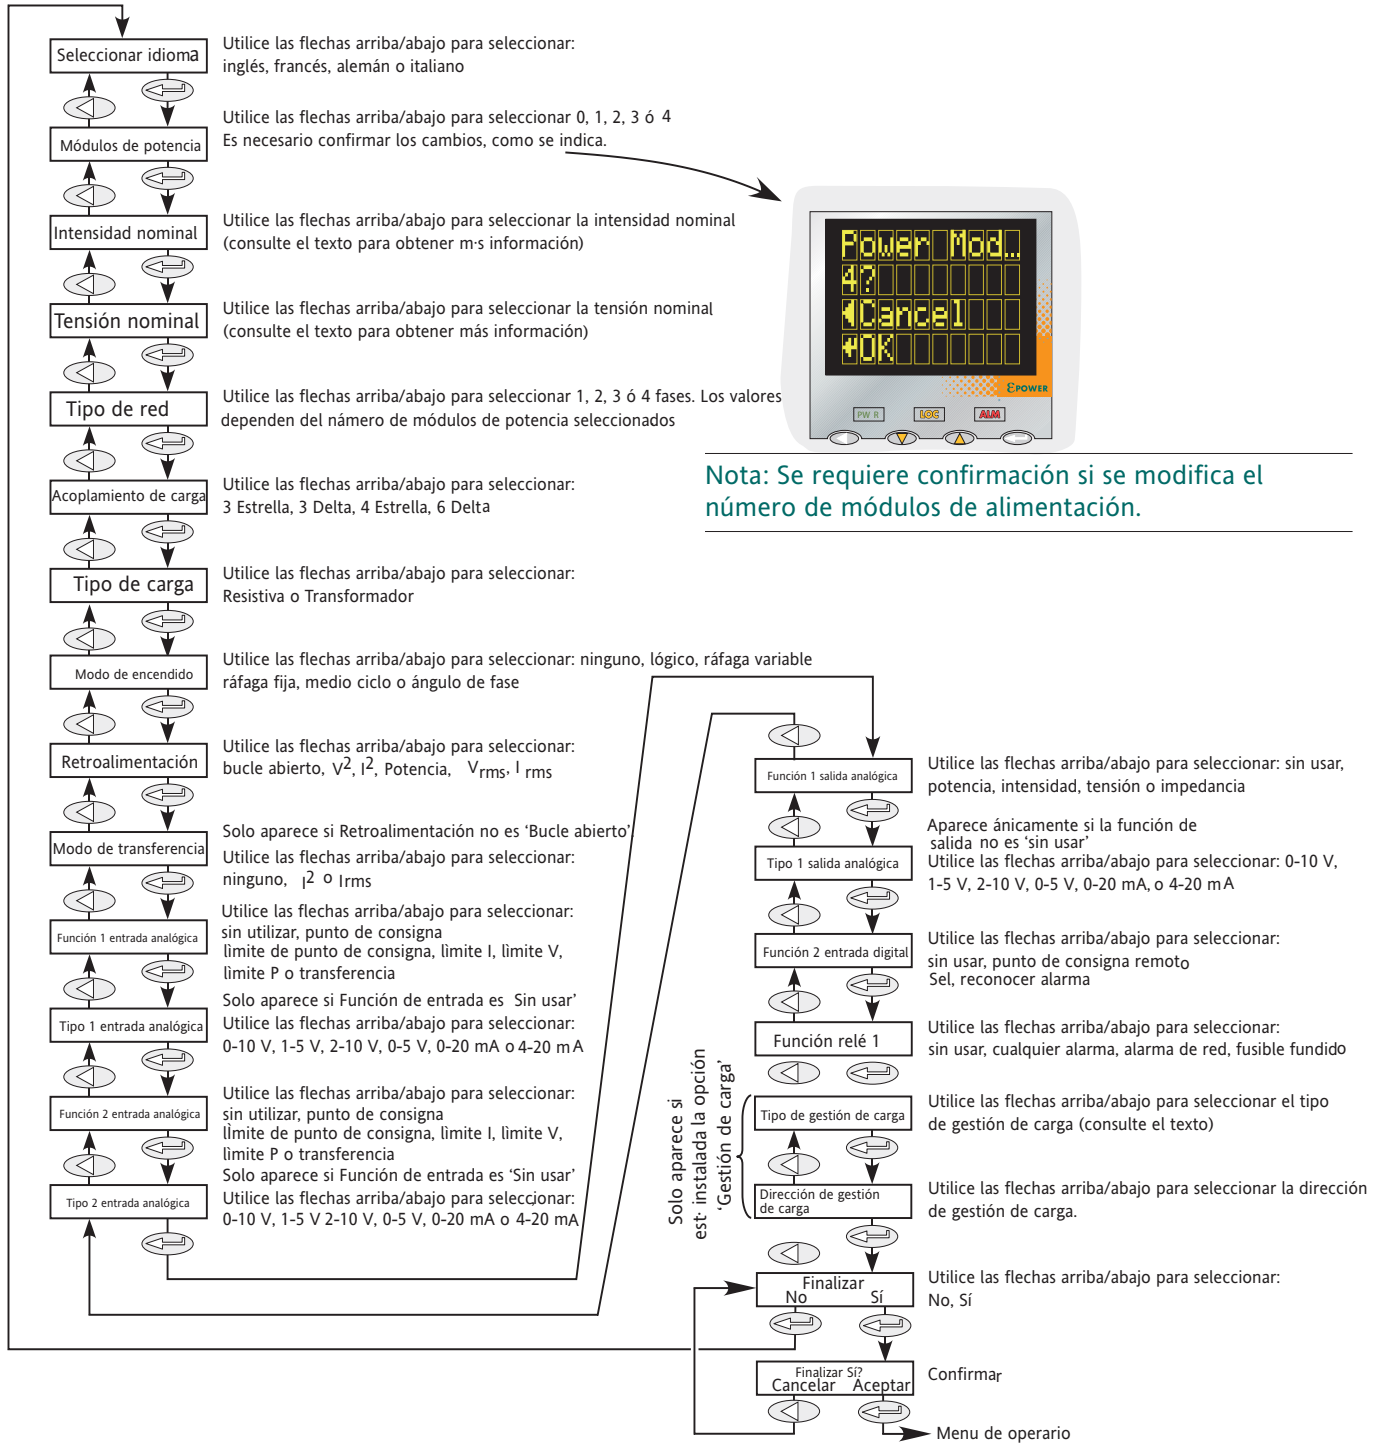 Seleccionar idioma
Utilice las flechas arriba/abajo para seleccionar:
inglés, francés, alemán o italiano
Módulos de potencia
Utilice las flechas arriba/abajo para seleccionar 0, 1, 2, 3 ó 4
Es necesario confirmar los cambios, como se indica.
Intensidad nominal
Utilice las flechas arriba/abajo para seleccionar la intensidad nominal
(consulte el texto para obtener m·s información)
Tensión nominal
Utilice las flechas arriba/abajo para seleccionar la tensión nominal
(consulte el texto para obtener más información)
Tipo de red
Utilice las flechas arriba/abajo para seleccionar 1, 2, 3 ó 4 fases. Los valores
dependen del námero de módulos de potencia seleccionados
Acoplamiento de carga
Utilice las flechas arriba/abajo para seleccionar:
3 Estrella, 3 Delta, 4 Estrella, 6 Delta
Tipo de carga
Utilice las flechas arriba/abajo para seleccionar:
Resistiva o Transformador
Modo de encendido
Utilice las flechas arriba/abajo para seleccionar: ninguno, lógico, ráfaga variable
ráfaga fija, medio ciclo o ángulo de fase
Retroalimentación
Utilice las flechas arriba/abajo para seleccionar:
bucle abierto, V2, I2, Potencia, Vrms, I rms
Modo de transferencia
Solo aparece si Retroalimentación no es ‘Bucle abierto’.
Utilice las flechas arriba/abajo para seleccionar:
ninguno, I2 o Irms
Función 1 entrada analógica
Utilice las flechas arriba/abajo para seleccionar:
sin utilizar, punto de consigna
lìmite de punto de consigna, lìmite I, lìmite V,
lìmite P o transferencia
Tipo 1 entrada analógica
Solo aparece si Función de entrada es Sin usar’
Utilice las flechas arriba/abajo para seleccionar:
0-10 V, 1-5 V, 2-10 V, 0-5 V, 0-20 mA o 4-20 mA
Función 2 entrada analógica
Utilice las flechas arriba/abajo para seleccionar:
sin utilizar, punto de consigna
lÌmite de punto de consigna, lìmite I, lìmite V,
lìmite P o transferencia
Tipo 2 entrada analógica
Solo aparece si Función de entrada es ‘Sin usar’
Utilice las flechas arriba/abajo para seleccionar:
0-10 V, 1-5 V 2-10 V, 0-5 V, 0-20 mA o 4-20 mA
Power Mod...
4?
Cancel
OK
EPOWER
PWR LOC ALM
Nota: Se requiere confirmación si se modifica el
número de módulos de alimentación.
Función 1 salida analógica
Utilice las flechas arriba/abajo para seleccionar: sin usar,
potencia, intensidad, tensión o impedancia
Tipo 1 salida analógica
Aparece ánicamente si la función de
salida no es ‘sin usar’
Utilice las flechas arriba/abajo para seleccionar: 0-10 V,
1-5 V, 2-10 V, 0-5 V, 0-20 mA, o 4-20 mA
Función 2 entrada digital
Utilice las flechas arriba/abajo para seleccionar:
sin usar, punto de consigna remoto
Sel, reconocer alarma
Función relé 1
Utilice las flechas arriba/abajo para seleccionar:
sin usar, cualquier alarma, alarma de red, fusible fundido
Solo aparece si
est· instalada la opción
‘Gestión de carga’
Tipo de gestión de carga
Utilice las flechas arriba/abajo para seleccionar el tipo
de gestión de carga (consulte el texto)
Dirección de gestión
de carga
Utilice las flechas arriba/abajo para seleccionar la dirección
de gestión de carga.
Finalizar
No Sí
Utilice las flechas arriba/abajo para seleccionar:
No, Sí
Finalizar Sí?
Cancelar Aceptar
Confirmar
Menu de operario